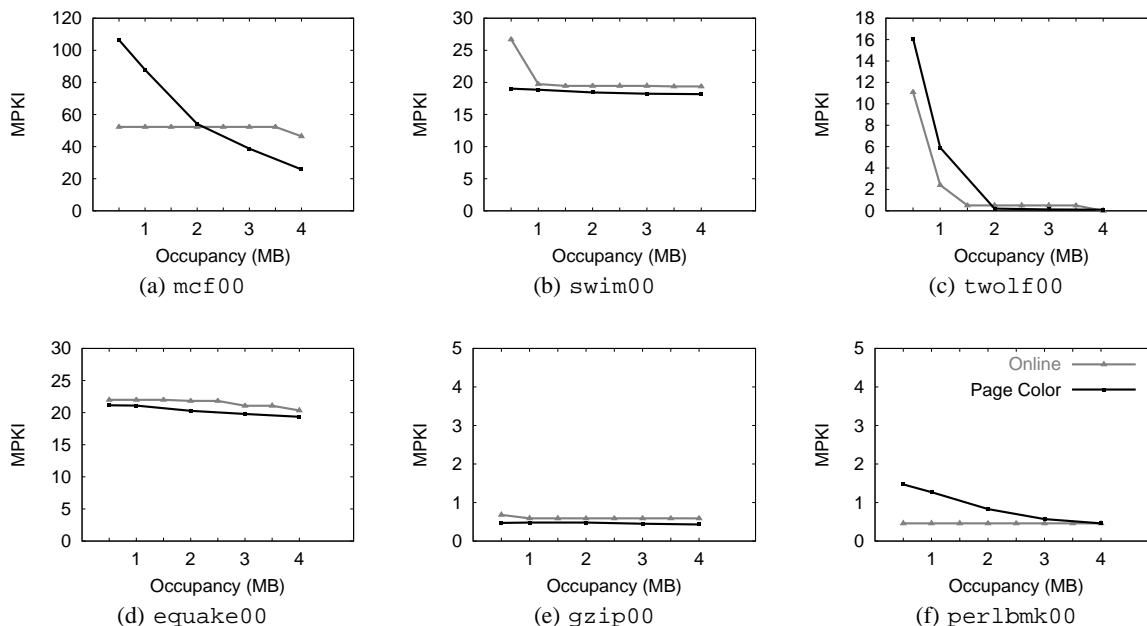 MPKI
120
100
80
60
40
20
0
1 2 3 4
Occupancy (MB)
(a) mcf00
MPKI
30
25
20
15
10
5
0
1 2 3 4
Occupancy (MB)
(b) swim00
MPKI
18
16
14
12
10
8
6
4
2
0
1 2 3 4
Occupancy (MB)
(c) twolf00
MPKI
30
25
20
15
10
5
0
1 2 3 4
Occupancy (MB)
(d) equake00
MPKI
5
4
3
2
1
0
1 2 3 4
Occupancy (MB)
(e) gzip00
MPKI
5
4
3
2
1
0
Online
Page Color
1 2 3 4
Occupancy (MB)
(f) perlbmk00